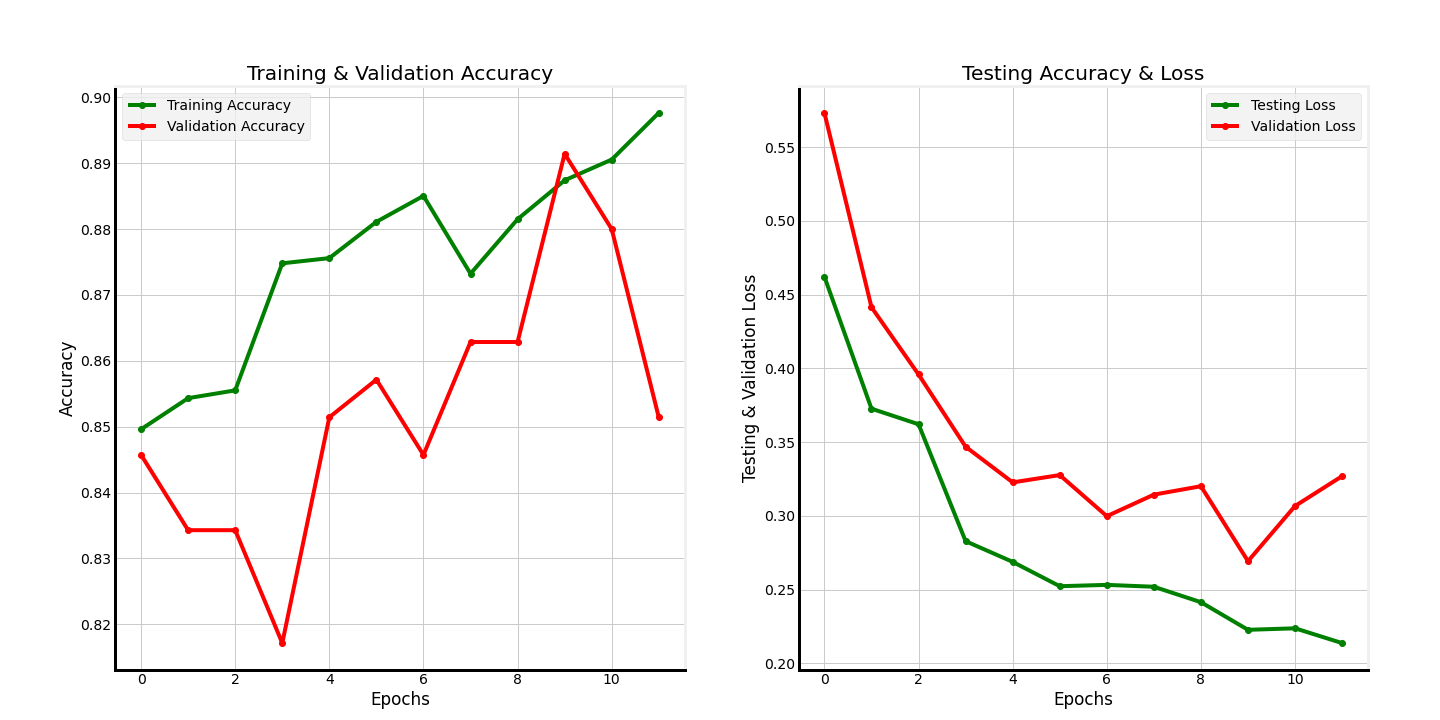 Training & Validation Accuracy
Training Accuracy
Validation Accuracy
Accuracy
0.90
0.89
0.88
0.87
0.86
0.85
0.84
0.83
0.82
0 2 4 6 8 10
Epochs
Testing Accuracy & Loss
Testing Loss
Validation Loss
Testing & Validation Loss
0.55
0.50
0.45
0.40
0.35
0.30
0.25
0.20
0 2 4 6 8 10
Epochs